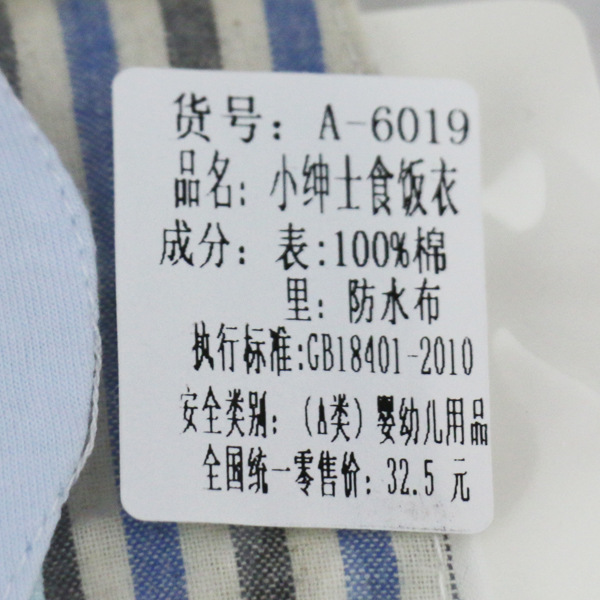 货号：A-6019
品名：小绅士食饭衣
成分：表：100%棉
里：防水布
执行标准:GB18401-2010
安全类别：（A类）婴幼儿用品
全国统一零售价：32.5 元